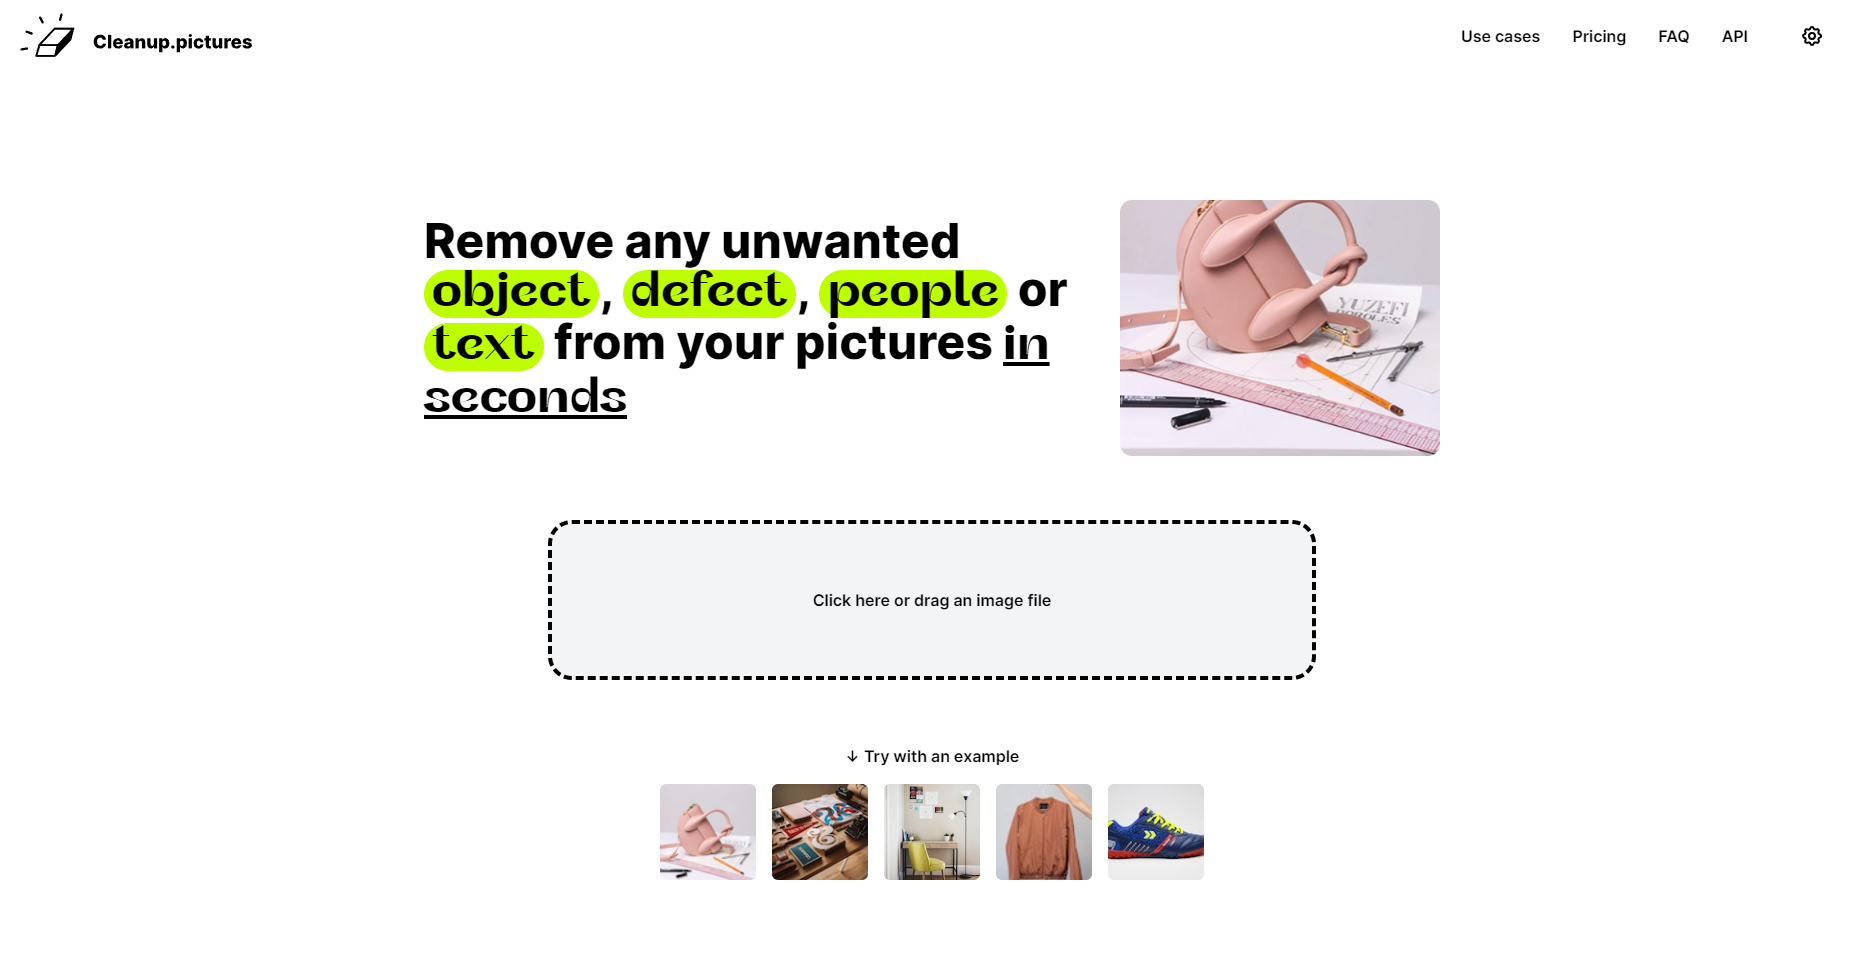 Cleanup.pictures
Use cases Pricing FAQ API
Remove any unwanted
object, defect, people or
text from your pictures in
seconds
YUZEFI
Click here or drag an image file
↓ Try with an example